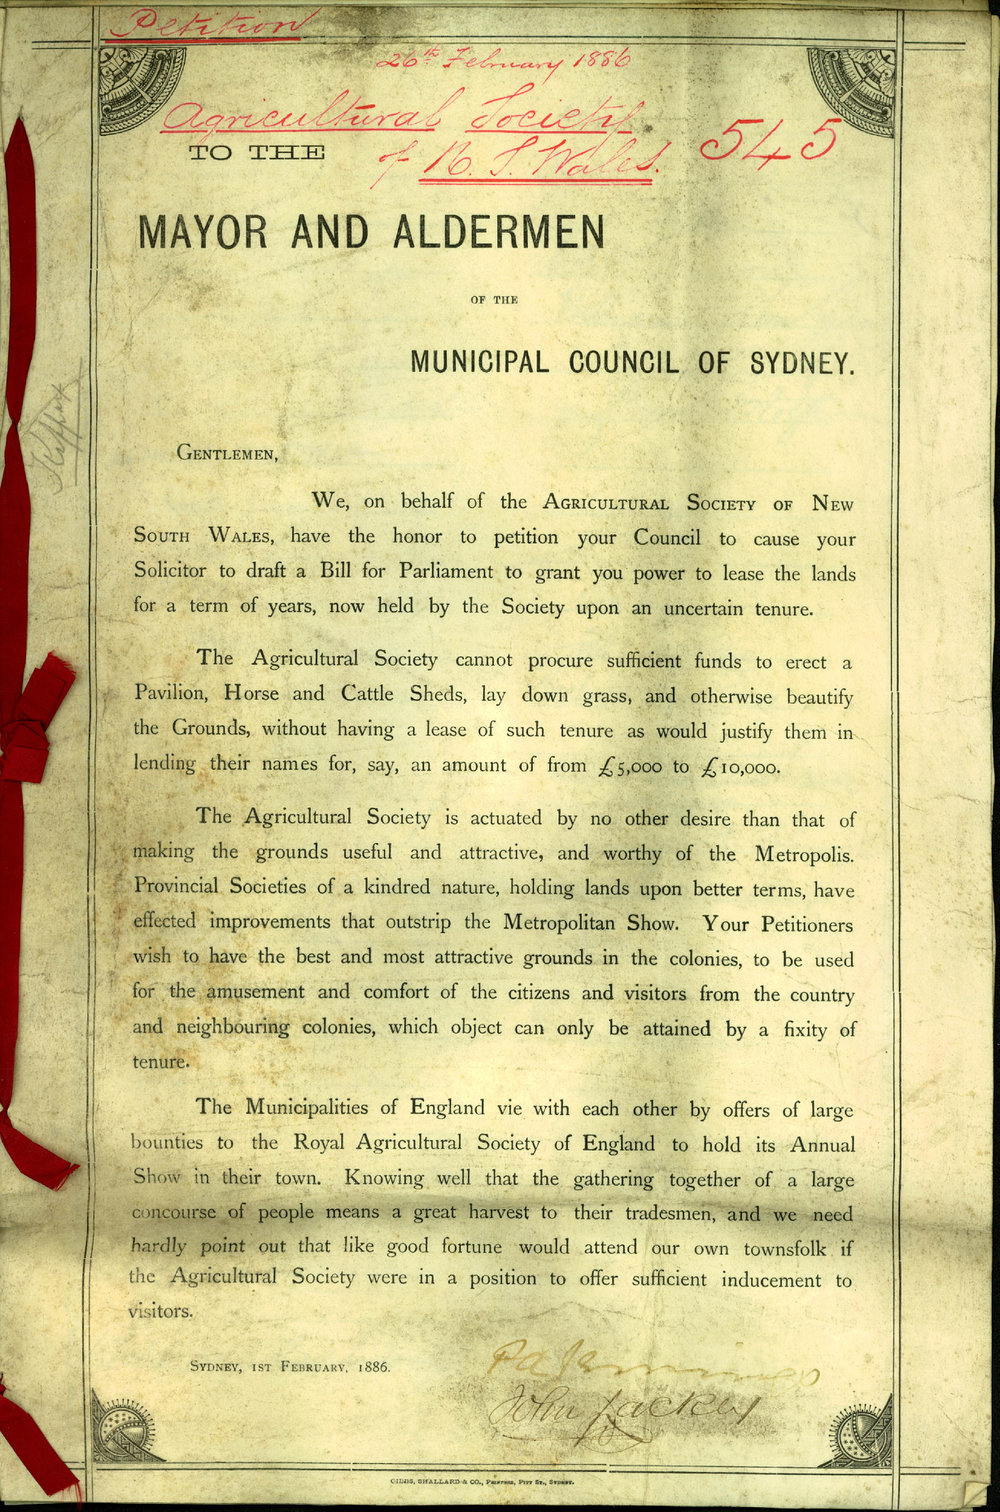 Petition
26th February 1886
Agricultural Society
of N. S. Wales. 545
TO THE
MAYOR AND ALDERMEN
OF THE
MUNICIPAL COUNCIL OF SYDNEY.
GENTLEMEN,
We, on behalf of the AGRICULTURAL SOCIETY OF NEW
SOUTH WALES, have the honor to petition your Council to cause your
Solicitor to draft a Bill for Parliament to grant you power to lease the lands
for a term of years, now held by the Society upon an uncertain tenure.
The Agricultural Society cannot procure sufficient funds to erect a
Pavilion, Horse and Cattle Sheds, lay down grass, and otherwise beautify
the Grounds, without having a lease of such tenure as would justify them in
lending their names for, say, an amount of from £5,000 to £10,000.
The Agricultural Society is actuated by no other desire than that of
making the grounds useful and attractive, and worthy of the Metropolis.
Provincial Societies of a kindred nature, holding lands upon better terms, have
effected improvements that outstrip the Metropolitan Show. Your Petitioners
wish to have the best and most attractive grounds in the colonies, to be used
for the amusement and comfort of the citizens and visitors from the country
and neighbouring colonies, which object can only be attained by a fixity of
tenure.
The Municipalities of England vie with each other by offers of large
bounties to the Royal Agricultural Society of England to hold its Annual
Show in their town. Knowing well that the gathering together of a large
concourse of people means a great harvest to their tradesmen, and we need
hardly point out that like good fortune would attend our own townsfolk if
the Agricultural Society were in a position to offer sufficient inducement to
visitors.
SYDNEY, 1ST FEBRUARY, 1886.
John Lackey
GIBBS, SHALLARD & CO., PRINTERS, PITT ST., SYDNEY.